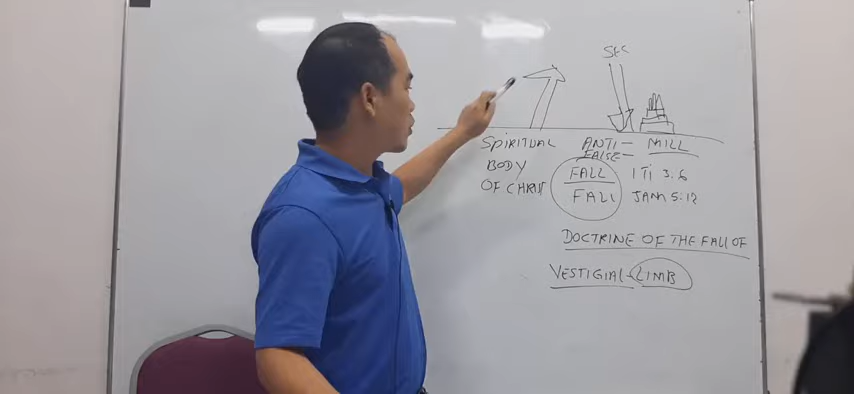 SEC
SPIRITUAL
BODY
OF CHRIST
ANTI-
FALSE-
MILL
FALL
FALL
1 TI 3:6
JAM 5:12
DOCTRINE OF THE FALL OF
VESTIGIAL-LIMB